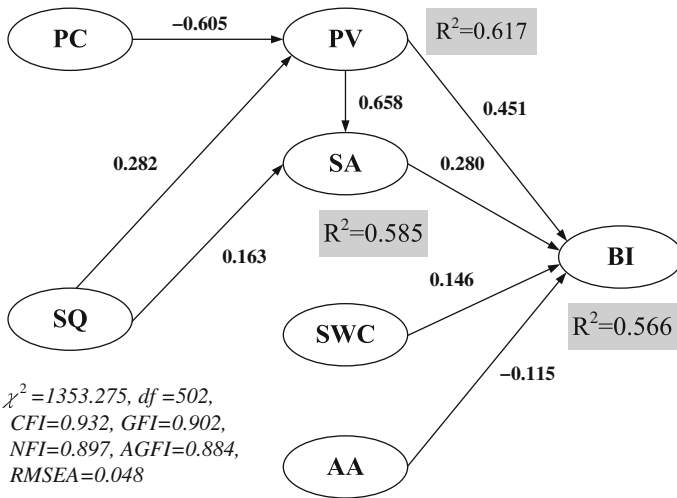 PC
−0.605
PV
R²=0.617
0.658
0.451
0.282
SA
0.280
R²=0.585
0.163
BI
0.146
SQ
SWC
R²=0.566
−0.115
χ²=1353.275, df=502,
CFI=0.932, GFI=0.902,
NFI=0.897, AGFI=0.884,
RMSEA=0.048
AA